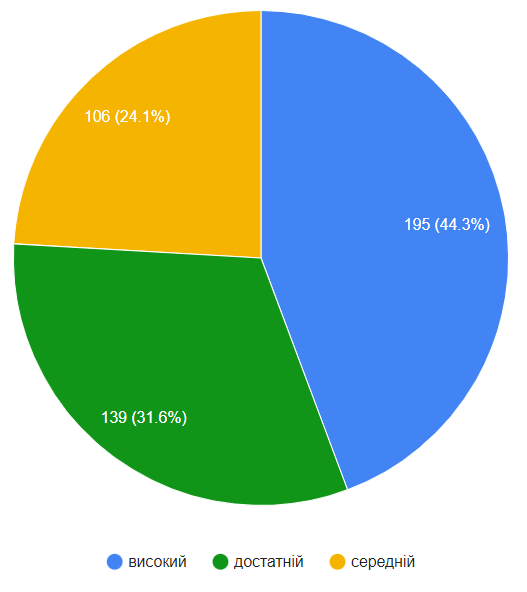 106 (24.1%)
195 (44.3%)
139 (31.6%)
високий достатній середній